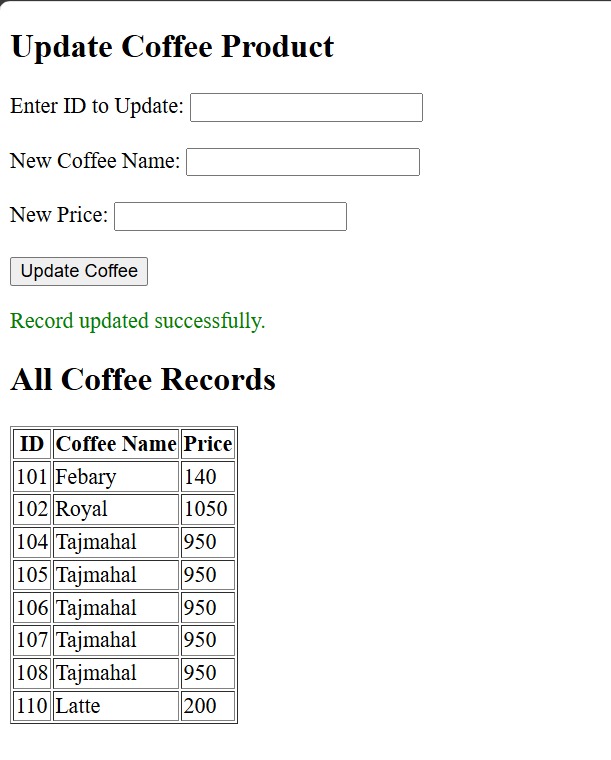 Update Coffee Product
Enter ID to Update:
New Coffee Name:
New Price:
Update Coffee
Record updated successfully.
All Coffee Records
ID Coffee Name Price
101 Febary 140
102 Royal 1050
104 Tajmahal 950
105 Tajmahal 950
106 Tajmahal 950
107 Tajmahal 950
108 Tajmahal 950
110 Latte 200